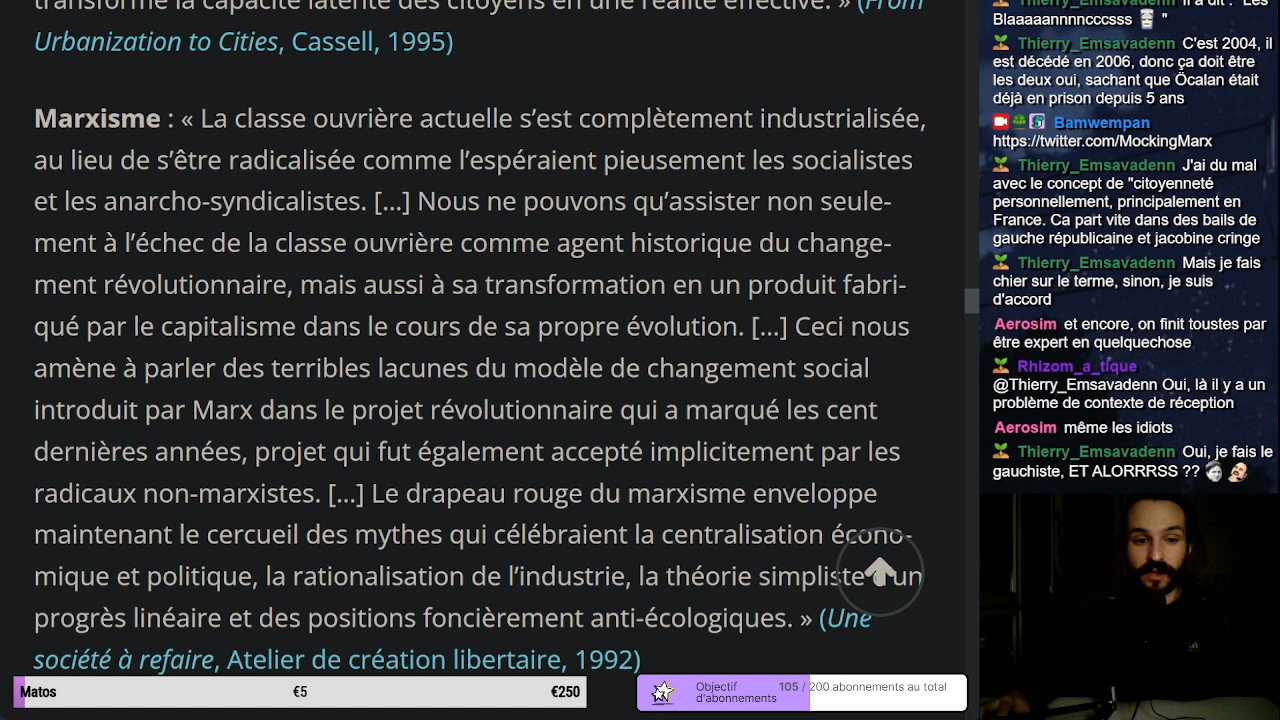 transforme la capacité latente des citoyens en une réalité effective. » (From
Urbanization to Cities, Cassell, 1995)
Marxisme : « La classe ouvrière actuelle s’est complètement industrialisée,
au lieu de s’être radicalisée comme l’espéraient pieusement les socialistes
et les anarcho-syndicalistes. […] Nous ne pouvons qu’assister non seule-
ment à l’échec de la classe ouvrière comme agent historique du change-
ment révolutionnaire, mais aussi à sa transformation en un produit fabri-
qué par le capitalisme dans le cours de sa propre évolution. […] Ceci nous
amène à parler des terribles lacunes du modèle de changement social
introduit par Marx dans le projet révolutionnaire qui a marqué les cent
dernières années, projet qui fut également accepté implicitement par les
radicaux non-marxistes. […] Le drapeau rouge du marxisme enveloppe
maintenant le cercueil des mythes qui célébraient la centralisation écono-
mique et politique, la rationalisation de l’industrie, la théorie simpliste d’un
progrès linéaire et des positions foncièrement anti-écologiques. » (Une
société à refaire, Atelier de création libertaire, 1992)
Matos €5 €250
Objectif d'abonnements 105 / 200 abonnements au total
Thierry_Emsavadenn Il a dit : "Les
Blaaaaannnncccsss "
Thierry_Emsavadenn C'est 2004, il
est décédé en 2006, donc ça doit être
les deux oui, sachant que Öcalan était
déjà en prison depuis 5 ans
Bamwempan
https://twitter.com/MockingMarx
Thierry_Emsavadenn J'ai du mal
avec le concept de "citoyenneté
personnellement, principalement en
France. Ca part vite dans des bails de
gauche républicaine et jacobine cringe
Thierry_Emsavadenn Mais je fais
chier sur le terme, sinon, je suis
d'accord
Aerosim et encore, on finit toustes par
être expert en quelquechose
Rhizom_a_tique
@Thierry_Emsavadenn Oui, là il y a un
problème de contexte de réception
Aerosim même les idiots
Thierry_Emsavadenn Oui, je fais le
gauchiste, ET ALORRRSS ??